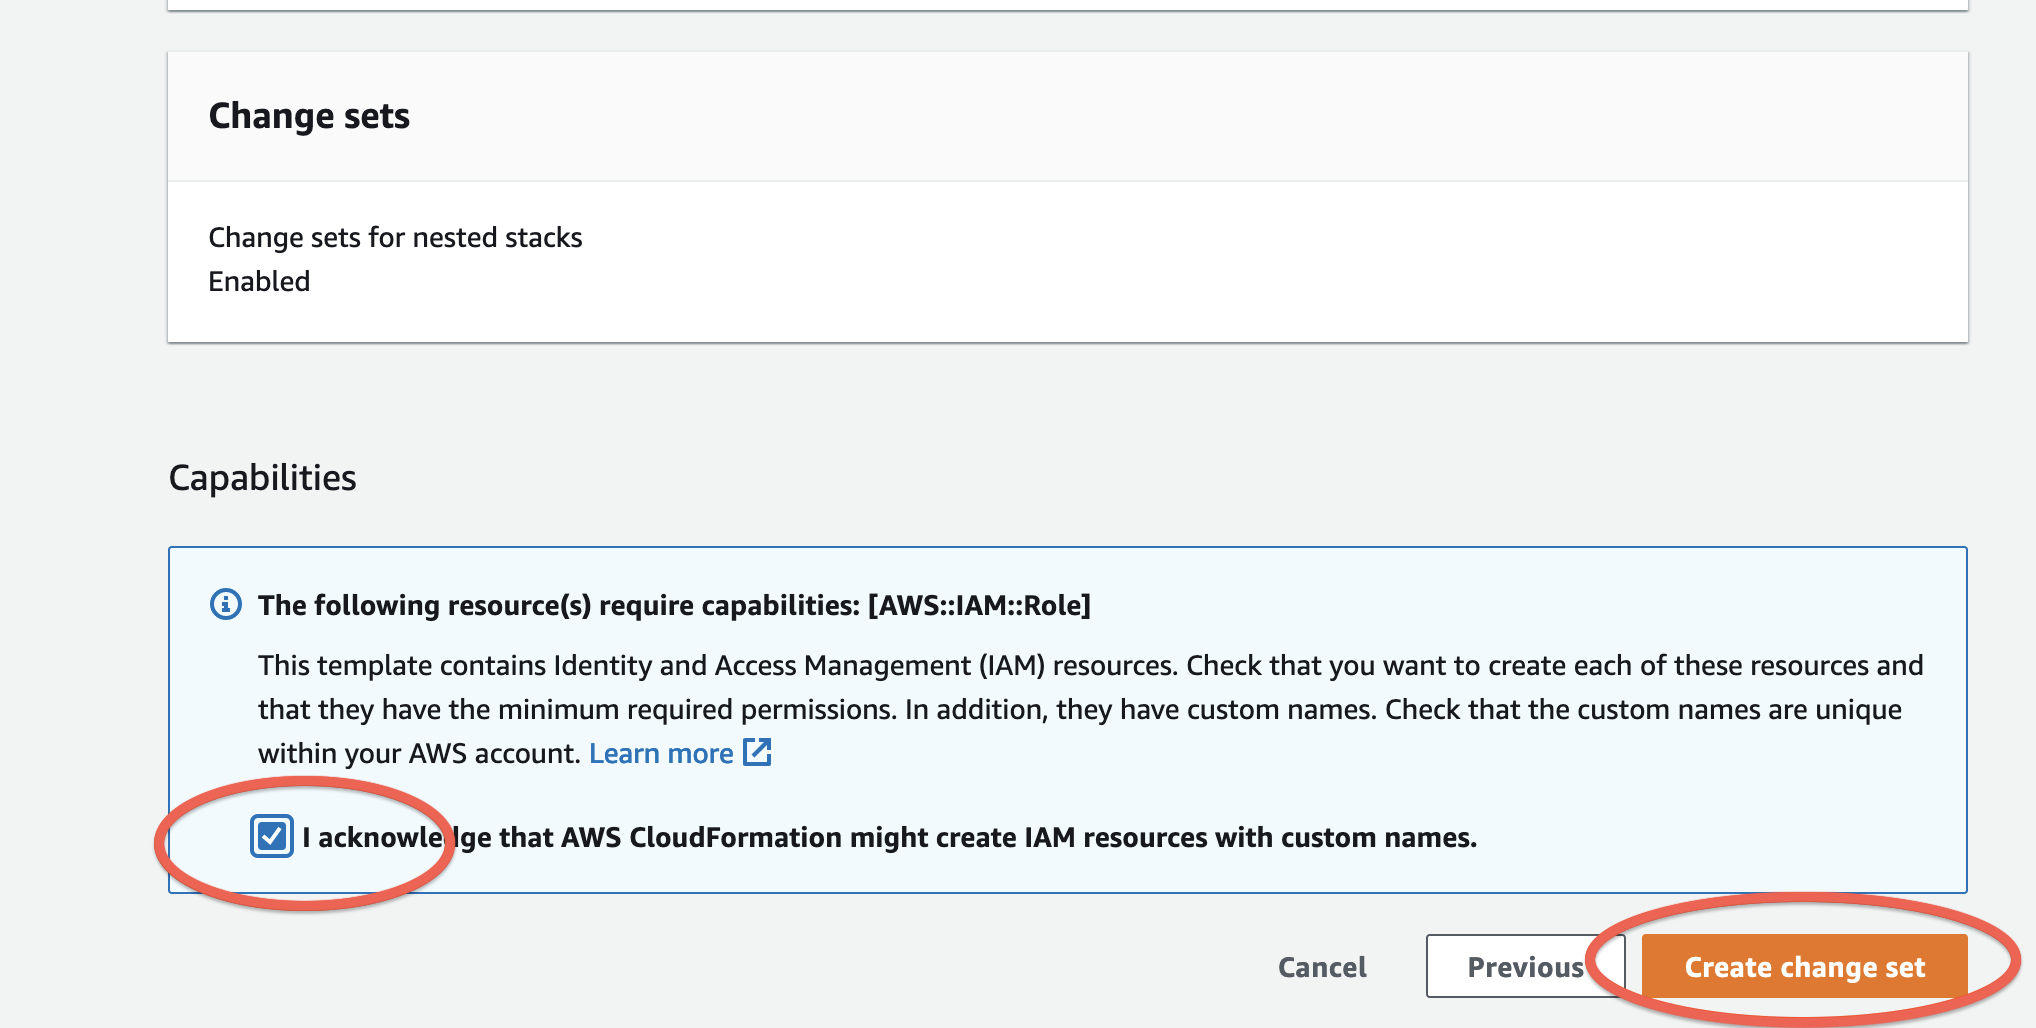 Change sets
Change sets for nested stacks
Enabled
Capabilities
The following resource(s) require capabilities: [AWS::IAM::Role]
This template contains Identity and Access Management (IAM) resources. Check that you want to create each of these resources and
that they have the minimum required permissions. In addition, they have custom names. Check that the custom names are unique
within your AWS account. Learn more
I acknowledge that AWS CloudFormation might create IAM resources with custom names.
Cancel
Previous
Create change set